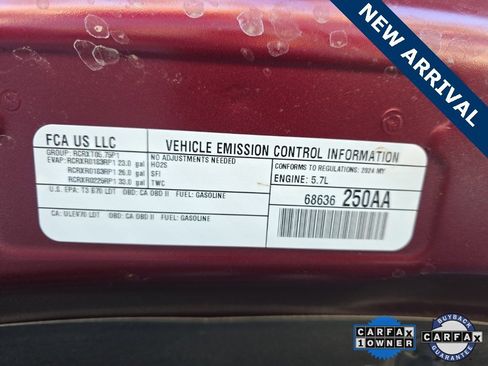 NEW ARRIVAL
FCA US LLC
VEHICLE EMISSION CONTROL INFORMATION
GROUP: RCRXT05.75P1
EVAP: RCRXR0183RP1 23.0 gal
RCRXR0183RP1 26.0 gal
RCRXR0225RP1 33.0 gal
NO ADJUSTMENTS NEEDED
HO2S
SFI
TWC
CONFORMS TO REGULATIONS: 2024 MY
ENGINE: 5.7L
U.S. EPA: T3 B70 LDT OBD: CA OBD II FUEL: GASOLINE
CA: ULEV70 LDT OBD: CA OBD II FUEL: GASOLINE
68636 250AA
CARFAX
1 OWNER
BUYBACK
CARFAX
GUARANTEE